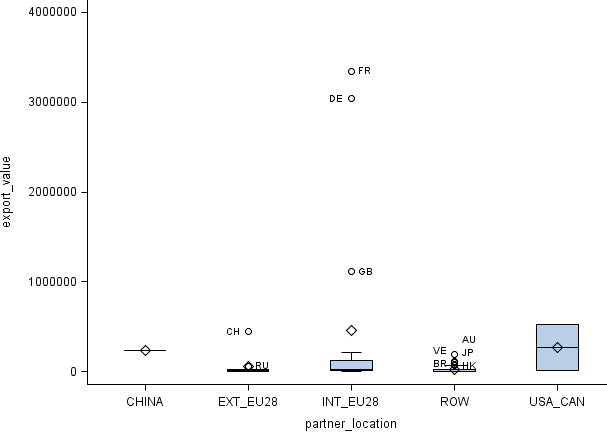 4000000
3000000
2000000
1000000
0
export_value
FR
DE
GB
CH
RU
AU
VE JP
BR HK
CHINA EXT_EU28 INT_EU28 ROW USA_CAN
partner_location